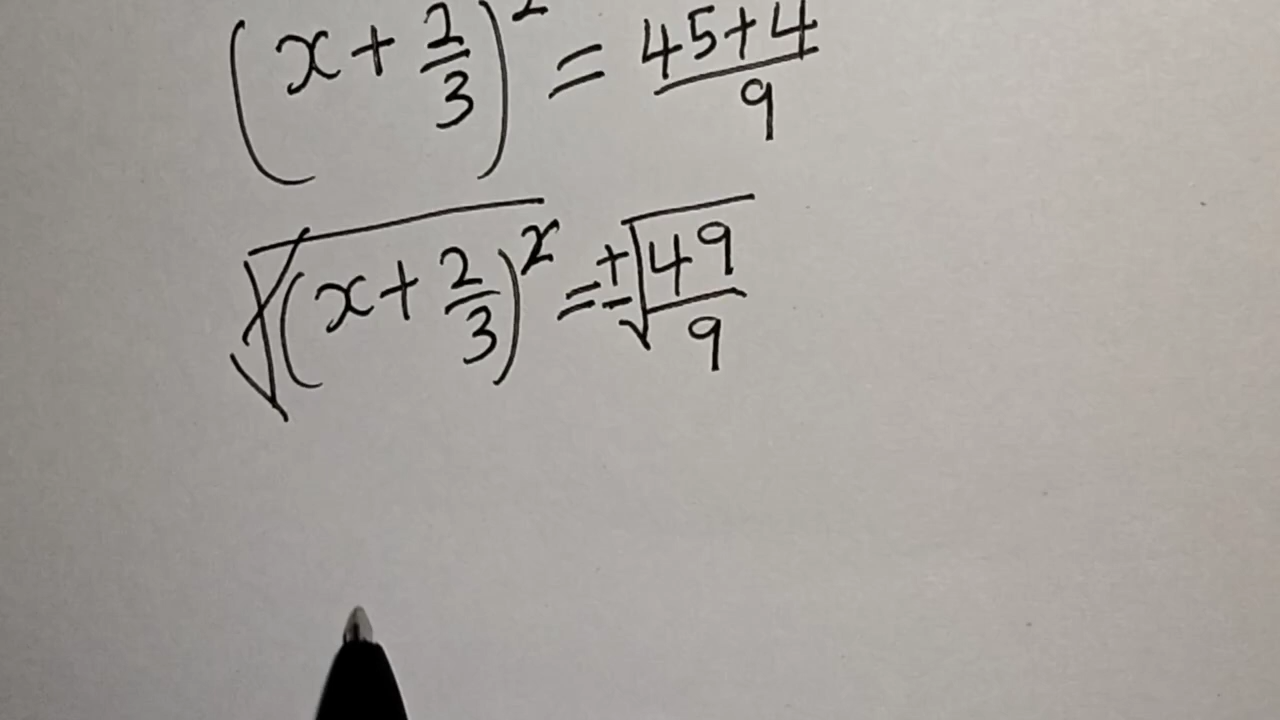 (x + 2/3)² = 45+4/9
√(x + 2/3)² = ±√49/9